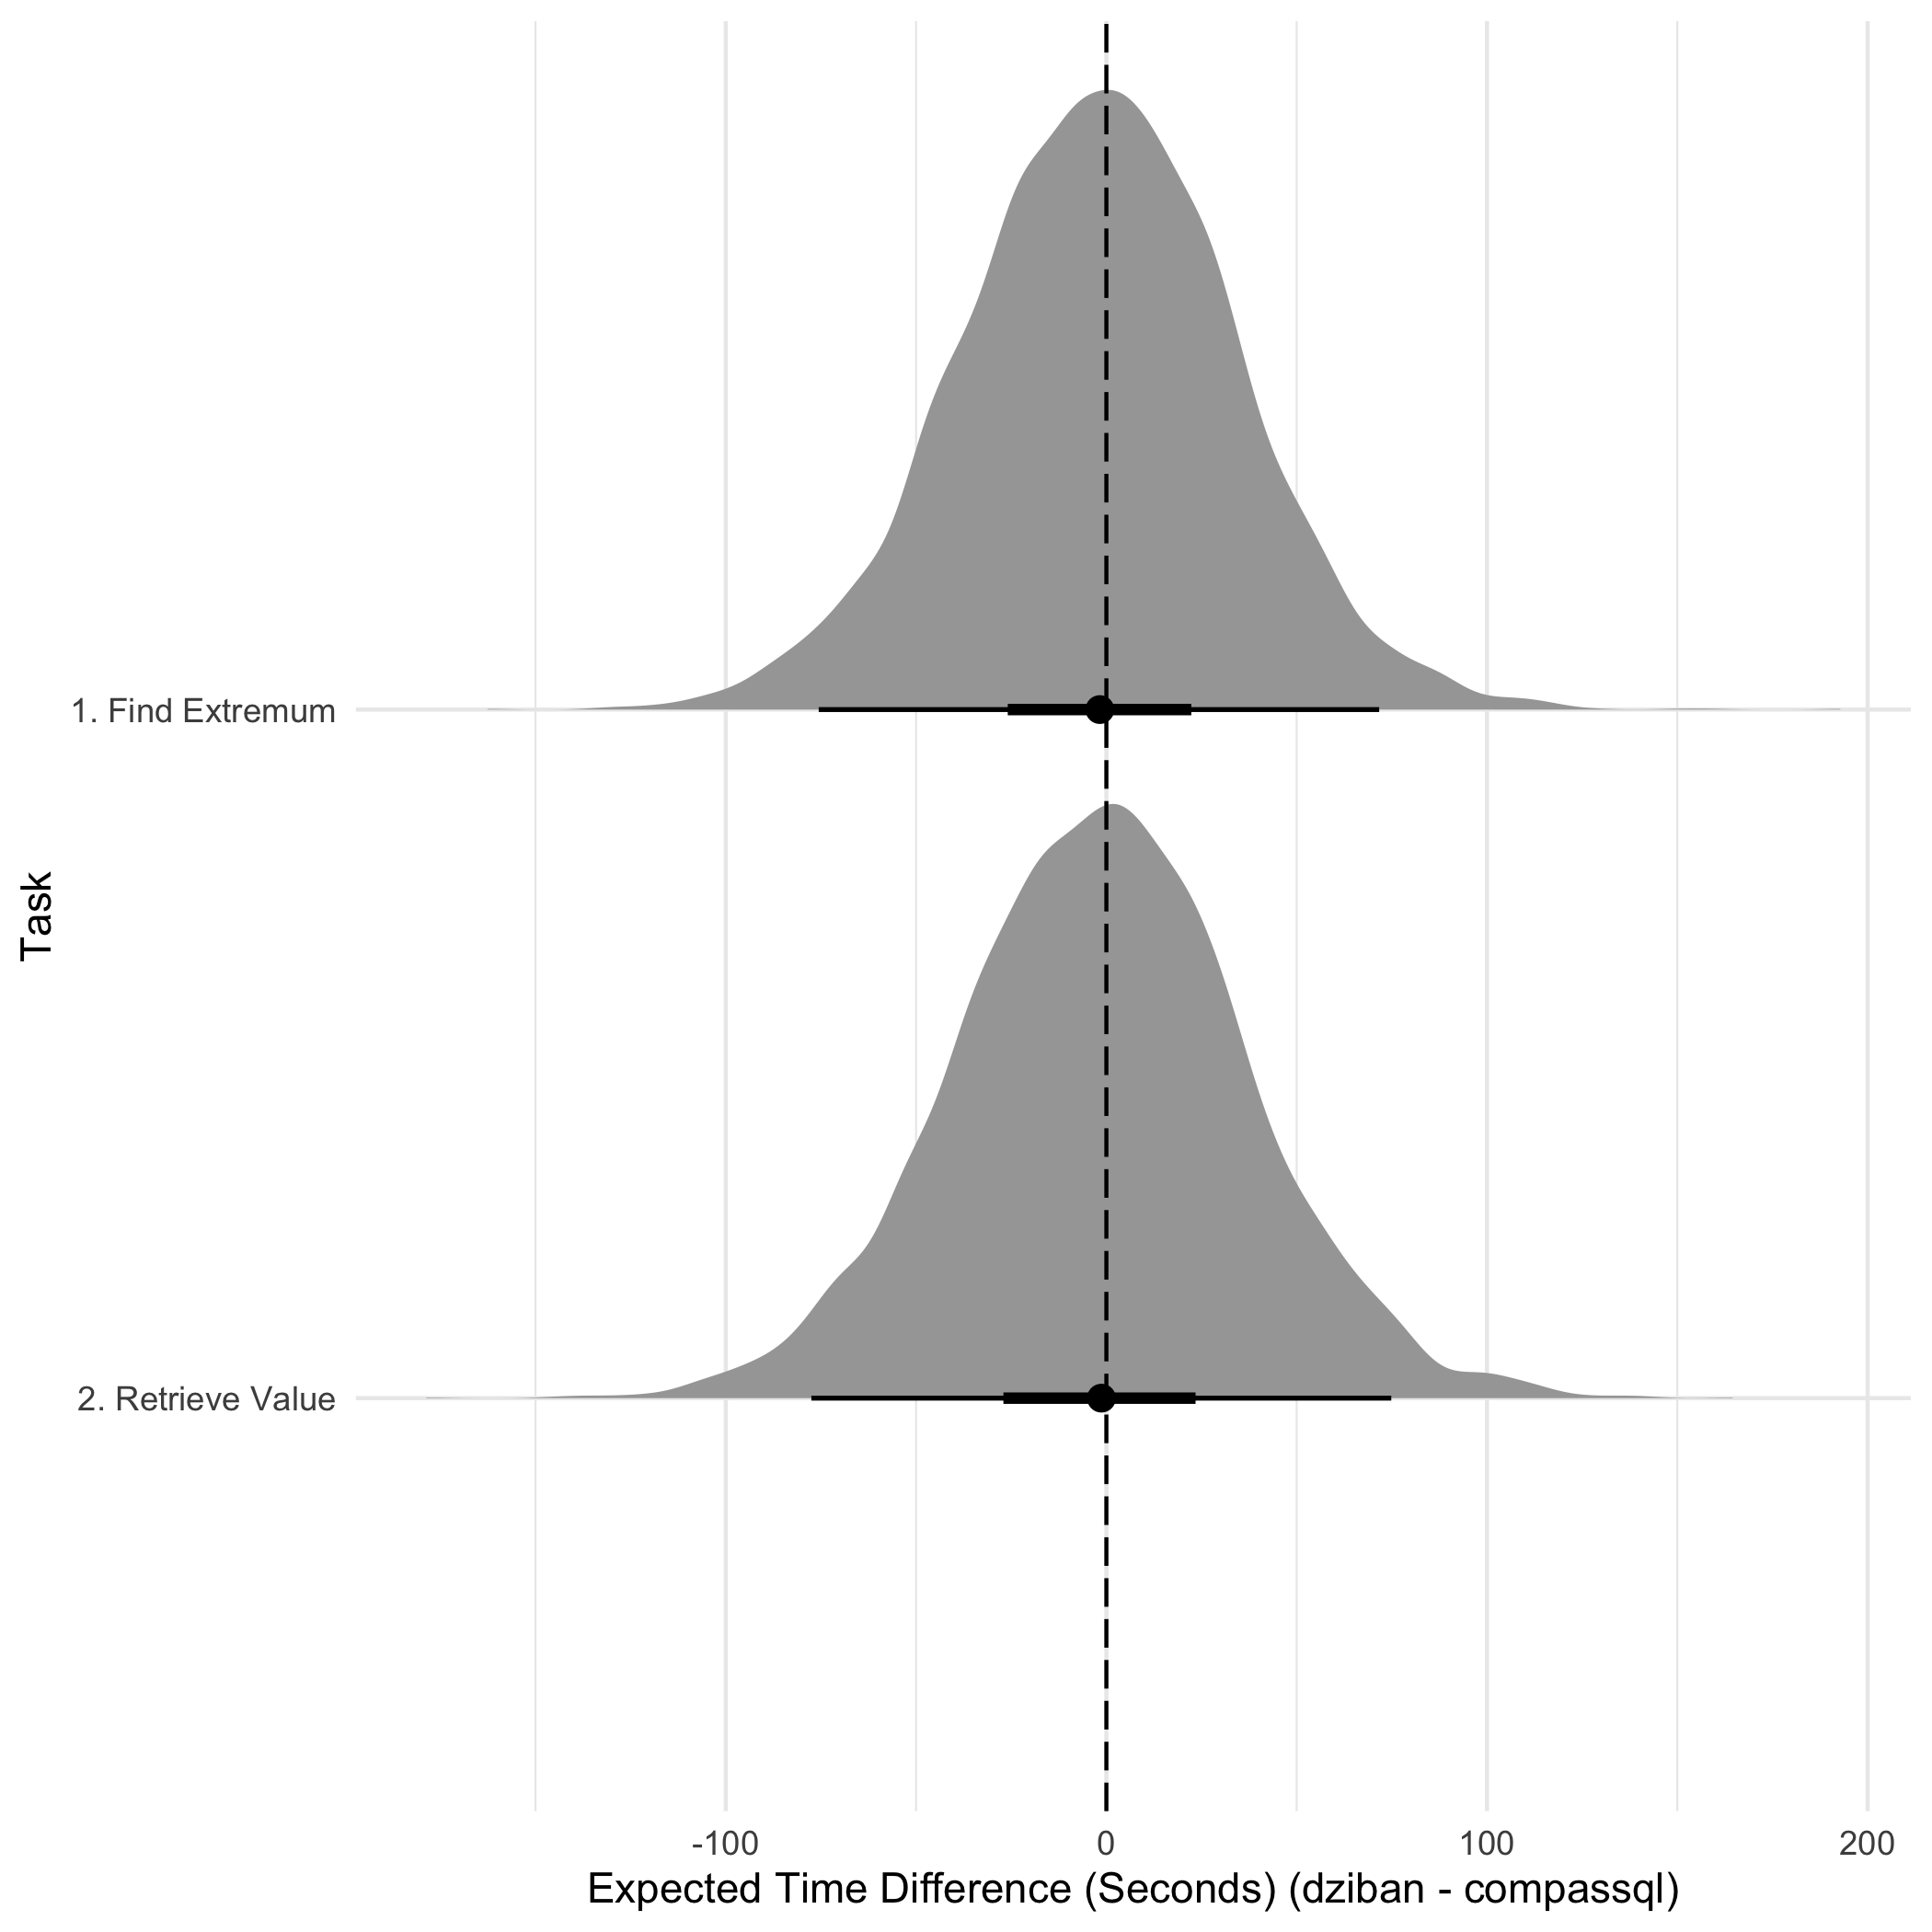 Task
1. Find Extremum
2. Retrieve Value
-100 0 100 200
Expected Time Difference (Seconds) (dziban - compassql)